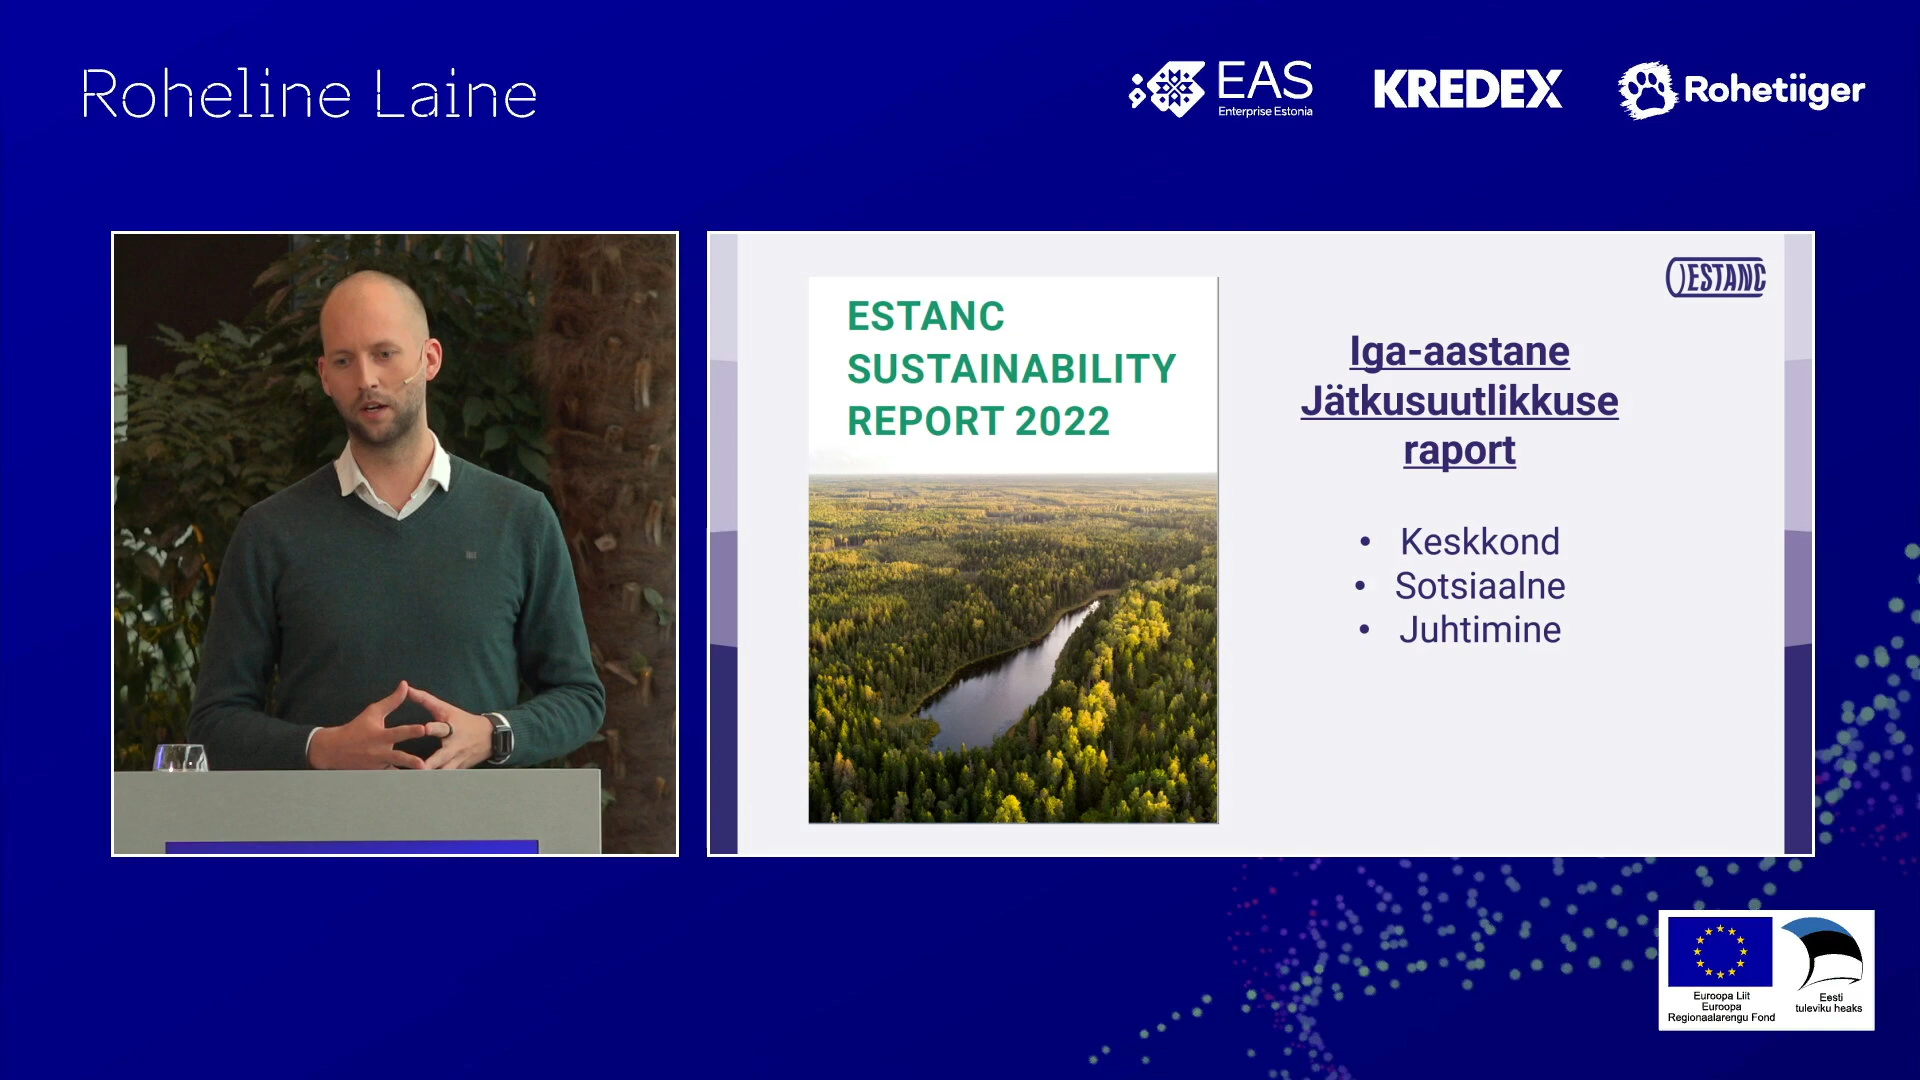 Roheline Laine
EAS
Enterprise Estonia
KREDEX
Rohetiiger
ESTANC
SUSTAINABILITY
REPORT 2022
ESTANC
Iga-aastane
Jätkusuutlikkuse
raport
• Keskkond
• Sotsiaalne
• Juhtimine
Euroopa Liit
Euroopa
Regionaalarengu Fond
Eesti
tuleviku heaks